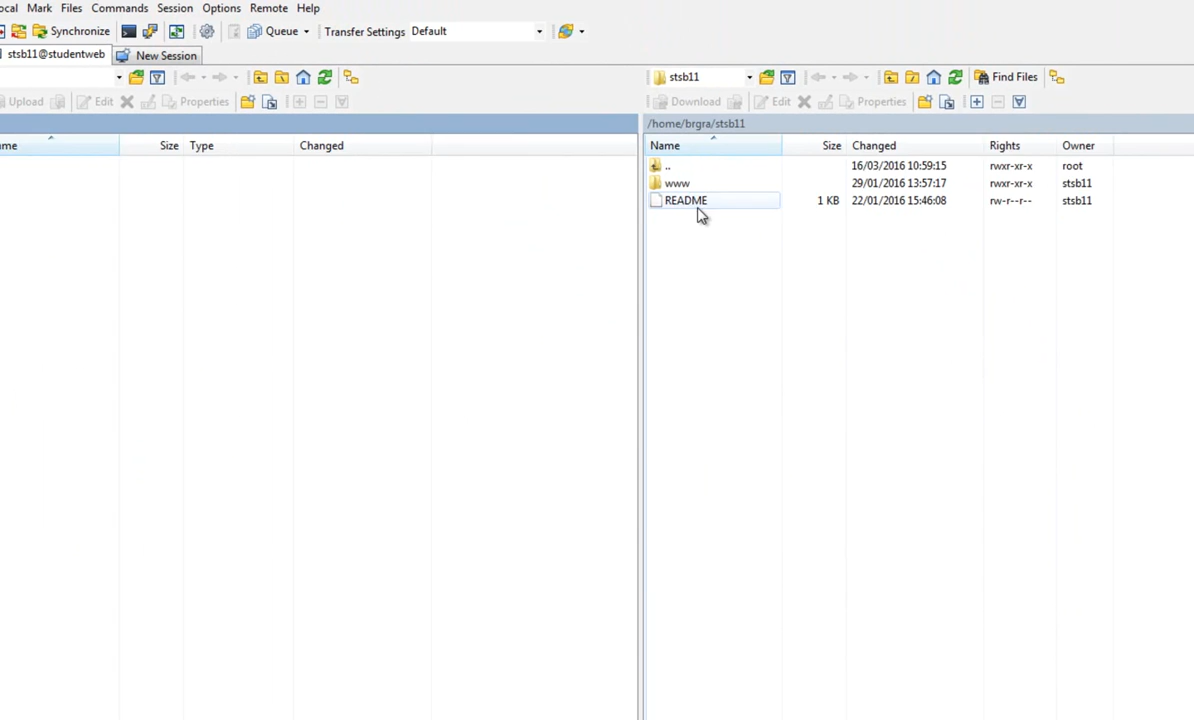 ocal Mark Files Commands Session Options Remote Help
Synchronize Queue Transfer Settings Default
stsb11@studentweb New Session
stsb11 Find Files
Upload Edit Properties Download Edit Properties
/home/brgra/stsb11
ame Size Type Changed Name Size Changed Rights Owner
.. 16/03/2016 10:59:15 rwxr-xr-x root
www 29/01/2016 13:57:17 rwxr-xr-x stsb11
README 1 KB 22/01/2016 15:46:08 rw-r--r-- stsb11